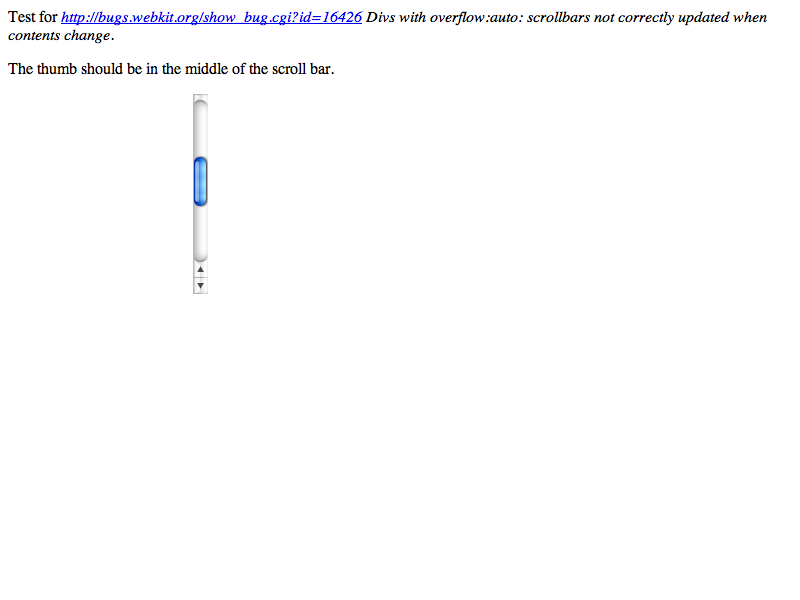 Test for http://bugs.webkit.org/show_bug.cgi?id=16426 Divs with overflow:auto: scrollbars not correctly updated when
contents change.
The thumb should be in the middle of the scroll bar.